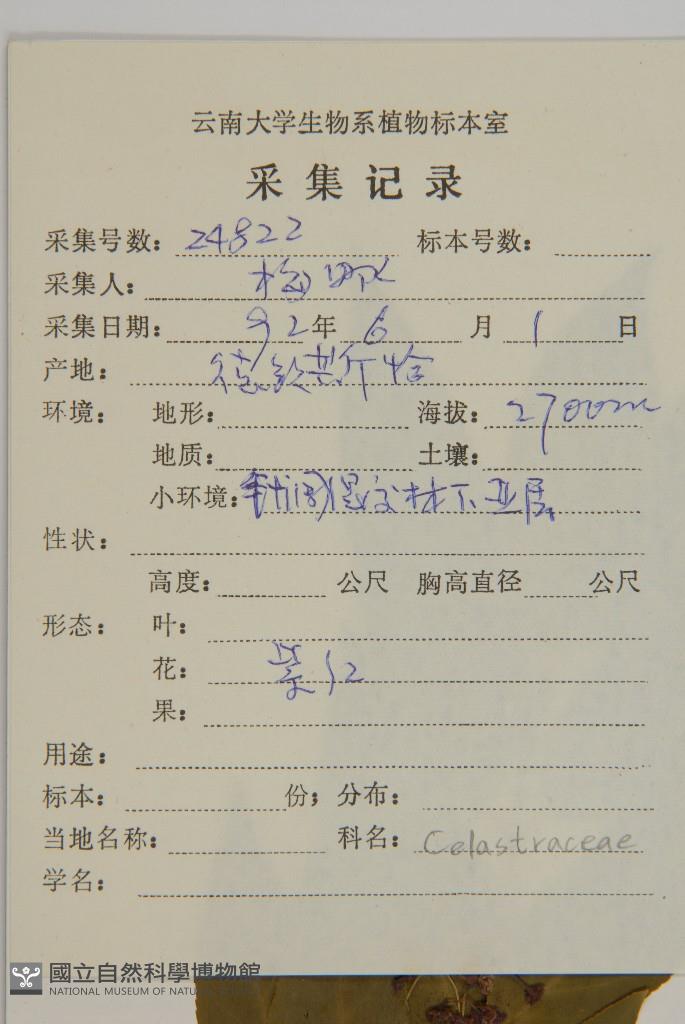 云南大学生物系植物标本室
采集记录
采集号数: 24822 标本号数:
采集人:
采集日期: 92年 6 月 1 日
产地: 德钦
环境: 地形: 海拔: 2700m
地质: 土壤:
小环境: 针阔混交林下
性状:
高度: 公尺 胸高直径 公尺
形态: 叶:
花: 紫红
果:
用途:
标本: 份; 分布:
当地名称: 科名: Celastraceae
学名:
國立自然科學博物館
NATIONAL MUSEUM OF